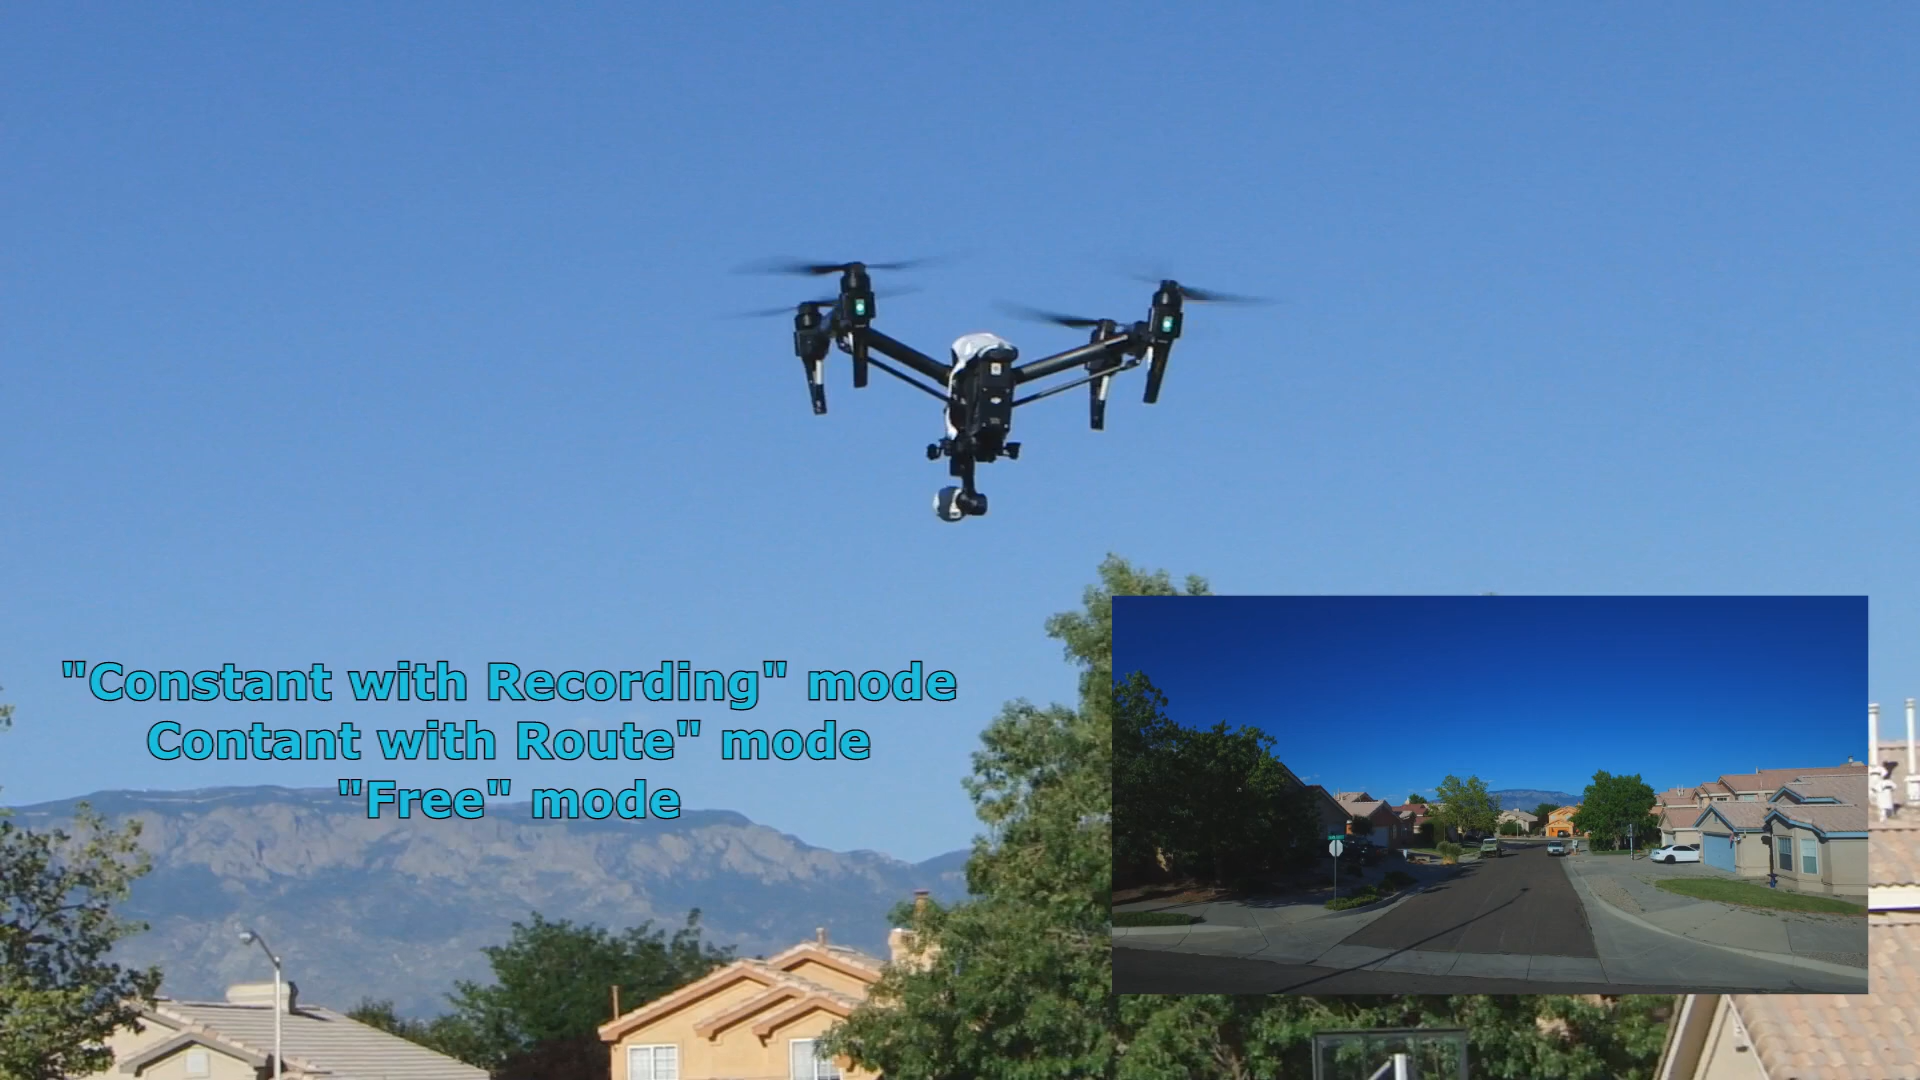 "Constant with Recording" mode
Contant with Route" mode
"Free" mode